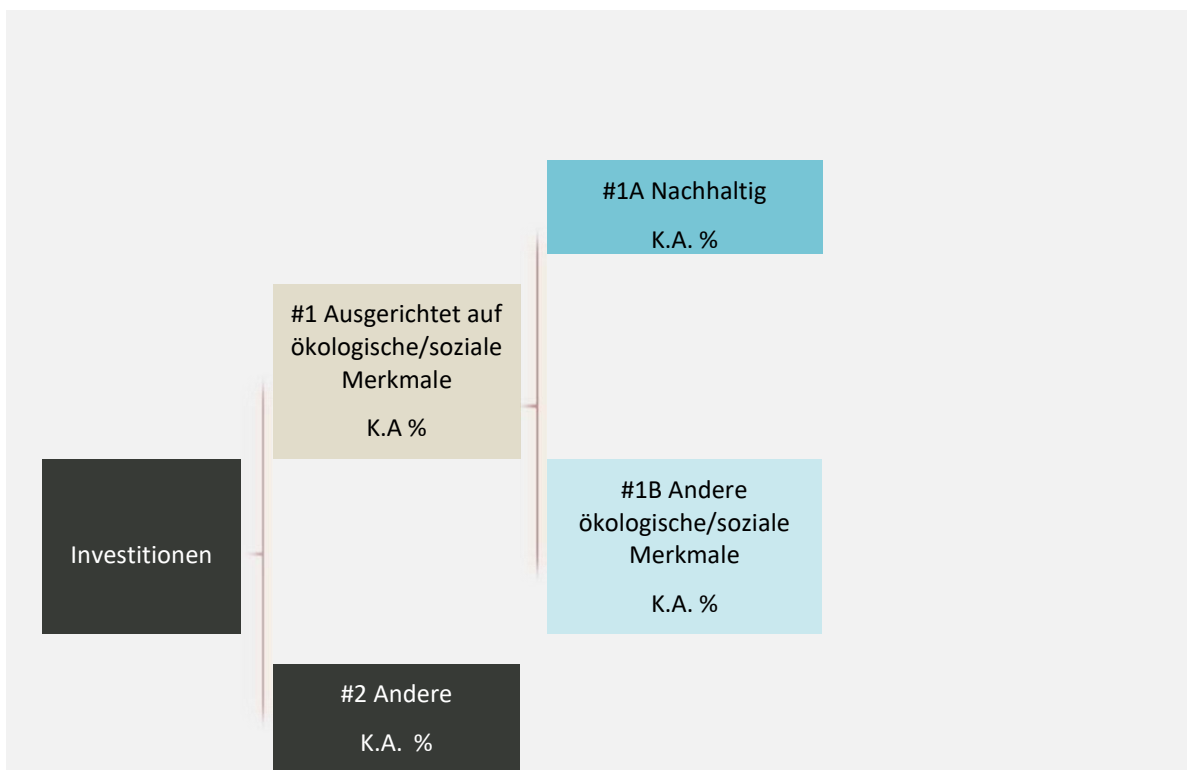 #1A Nachhaltig
K.A. %
#1 Ausgerichtet auf
ökologische/soziale
Merkmale
K.A %
Investitionen
#1B Andere
ökologische/soziale
Merkmale
K.A. %
#2 Andere
K.A. %